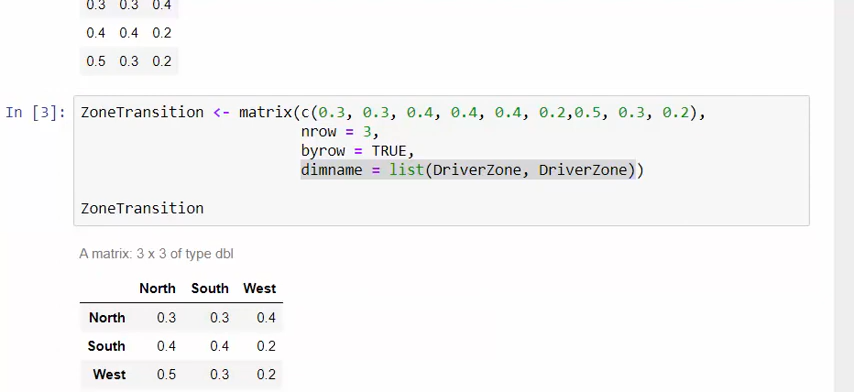 0.3 0.3 0.4
0.4 0.4 0.2
0.5 0.3 0.2
In [3]: ZoneTransition <- matrix(c(0.3, 0.3, 0.4, 0.4, 0.4, 0.2,0.5, 0.3, 0.2),
nrow = 3,
byrow = TRUE,
dimname = list(DriverZone, DriverZone))
ZoneTransition
A matrix: 3 x 3 of type dbl
North South West
North 0.3 0.3 0.4
South 0.4 0.4 0.2
West 0.5 0.3 0.2